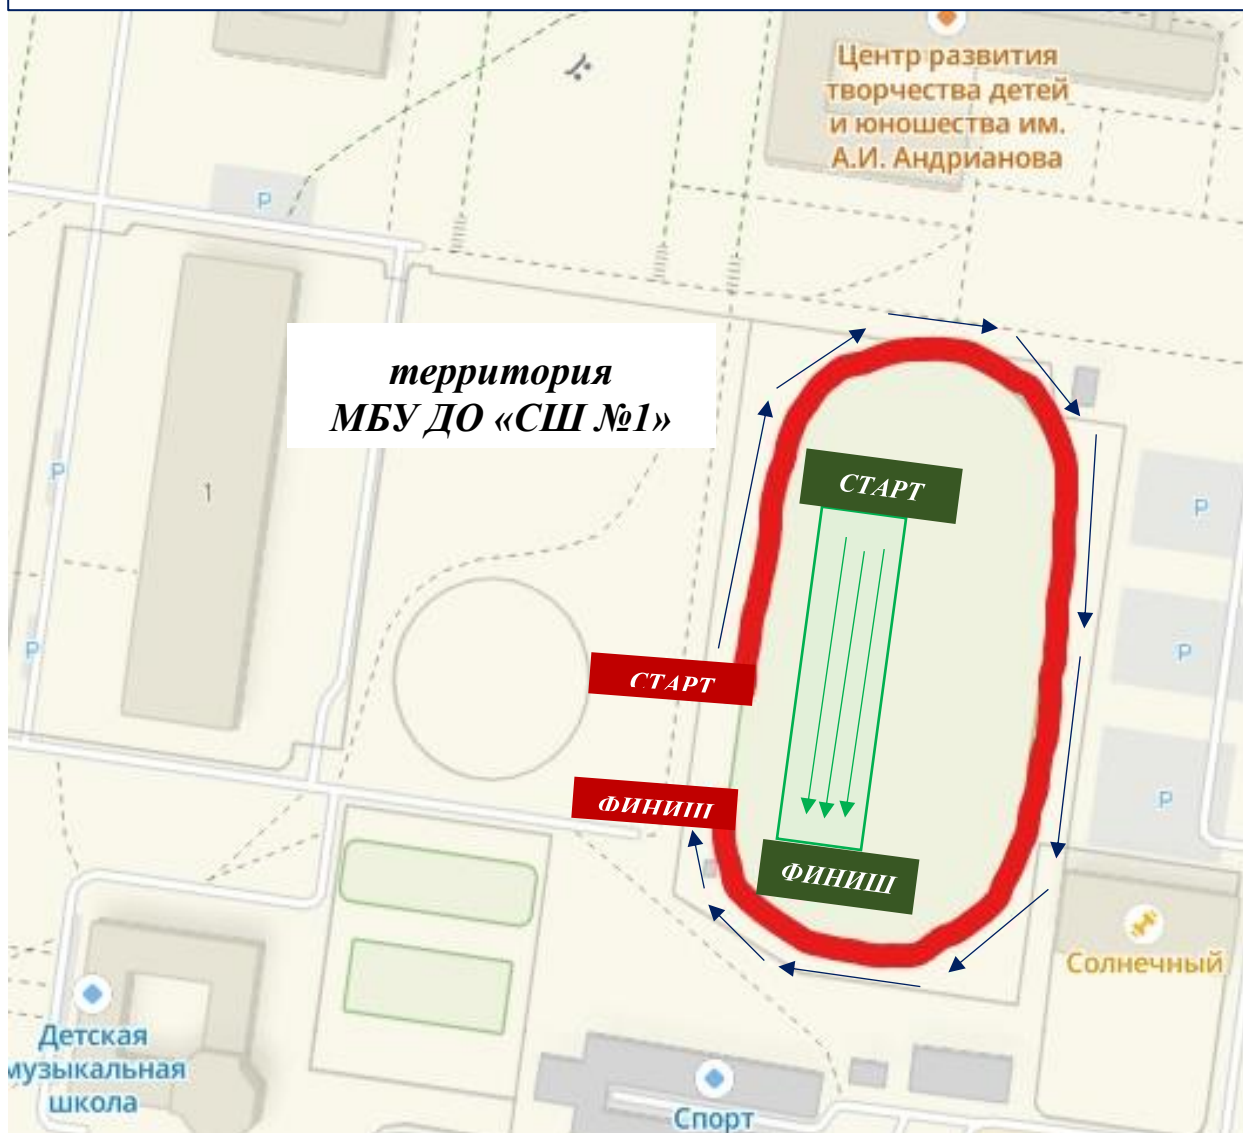 Центр развития
творчества детей
и юношества им.
А.И. Андрианова
P
территория
МБУ ДО «СШ №1»
СТАРТ
P
1
P
P
P
СТАРТ
P
ФИНИШ
ФИНИШ
Солнечный
Детская
музыкальная
школа
Спорт